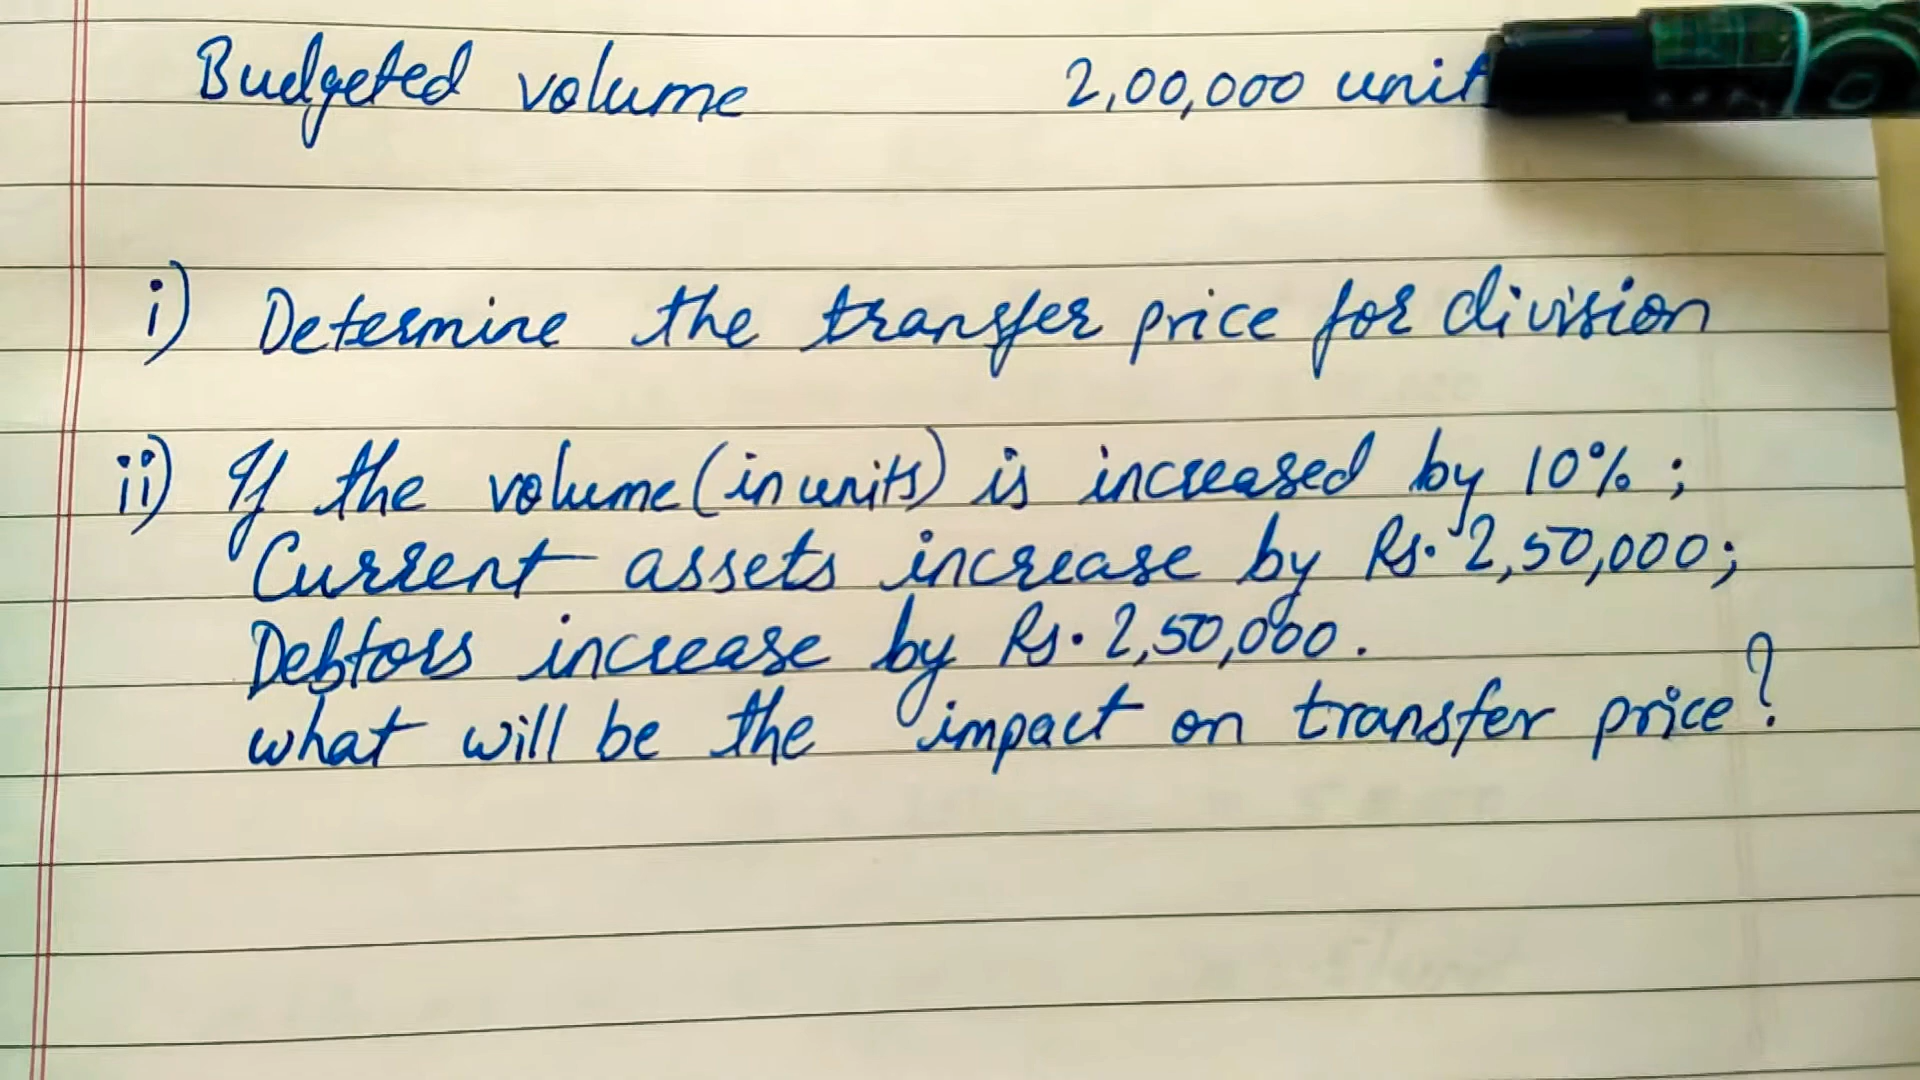 Budgeted volume 2,00,000 unit
i) Determine the transfer price for division
ii) If the volume (in units) is increased by 10% ;
Current assets increase by Rs. 2,50,000;
Debtors increase by Rs. 2,50,000.
what will be the impact on transfer price?